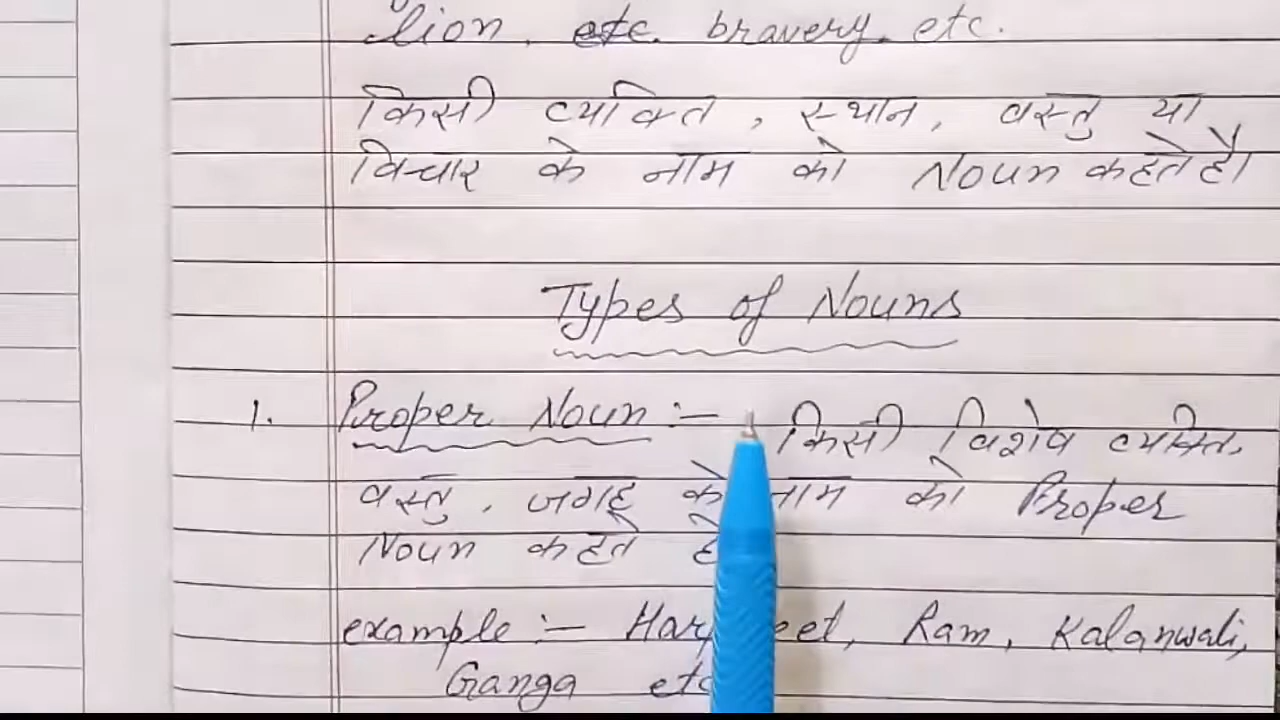 lion, etc. bravery. etc.
किसी व्यक्ति, स्थान, वस्तु या
विचार के नाम को Noun कहते है।
Types of Nouns
1. Proper Noun :- किसी विशेष व्यक्ति,
वस्तु, जगह के नाम को Proper
Noun कहते
example :- Ram, Kalanwali,
Ganga etc